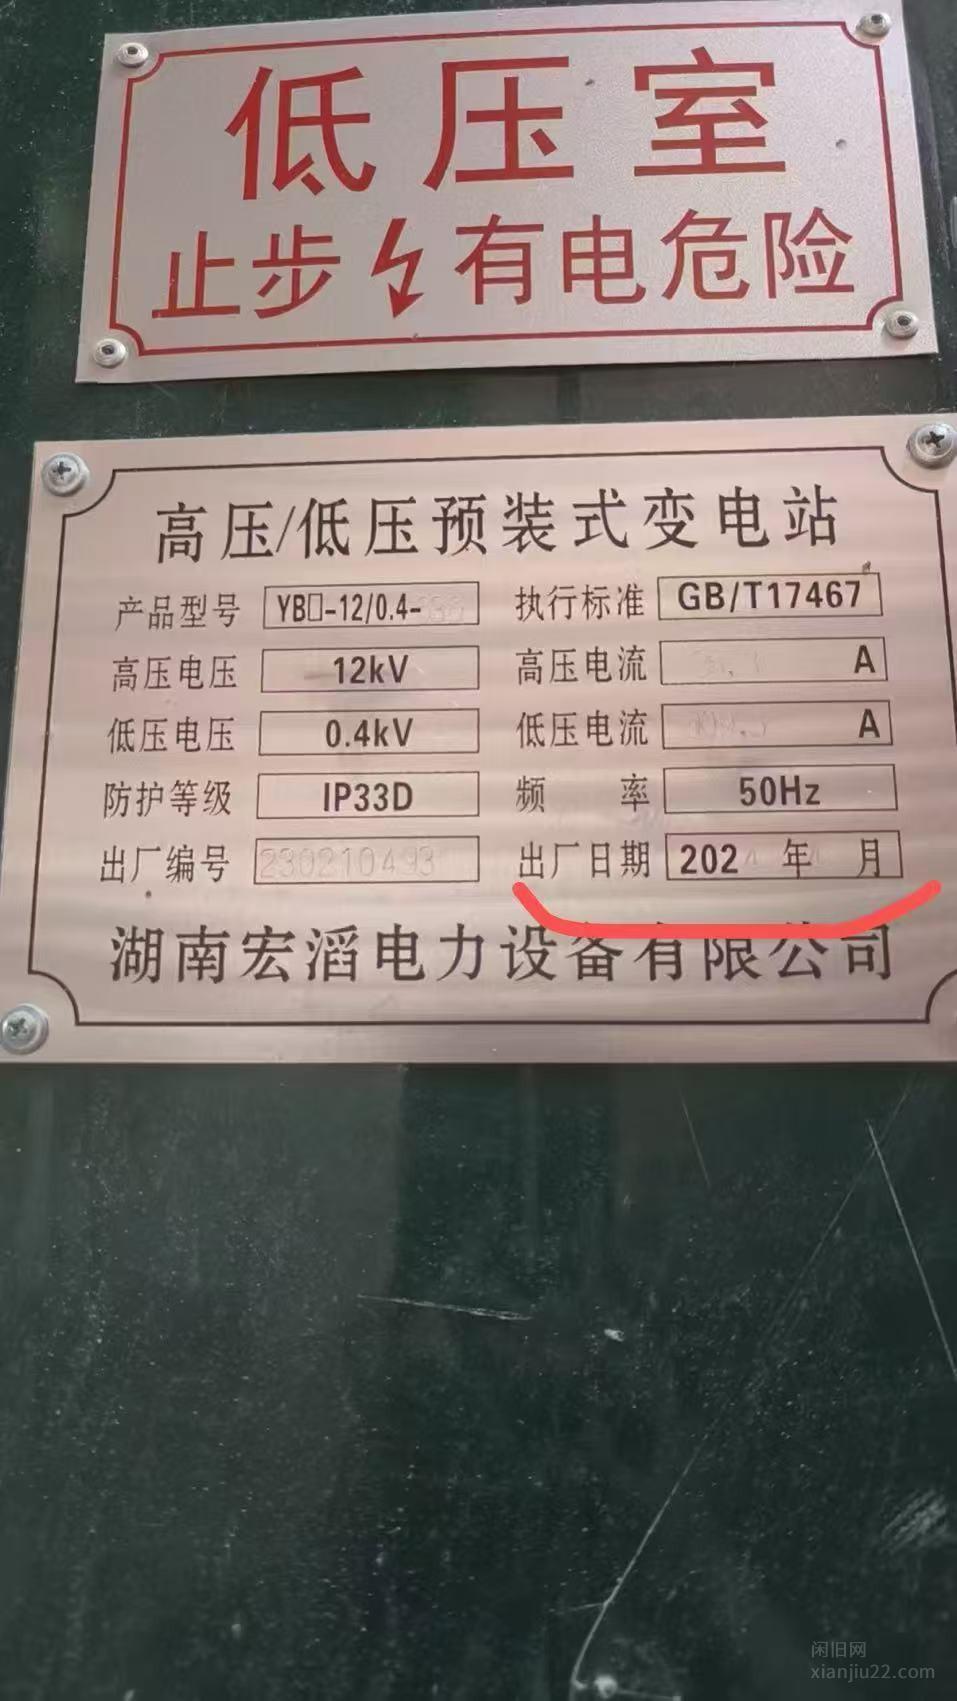 低压室
止步 有电危险
高压/低压预装式变电站
产品型号 YB□-12/0.4- 执行标准 GB/T17467
高压电压 12kV 高压电流 A
低压电压 0.4kV 低压电流 A
防护等级 IP33D 频率 50Hz
出厂编号 230210493 出厂日期 202 年 月
湖南宏滔电力设备有限公司
闲旧网
xianjiu22.com